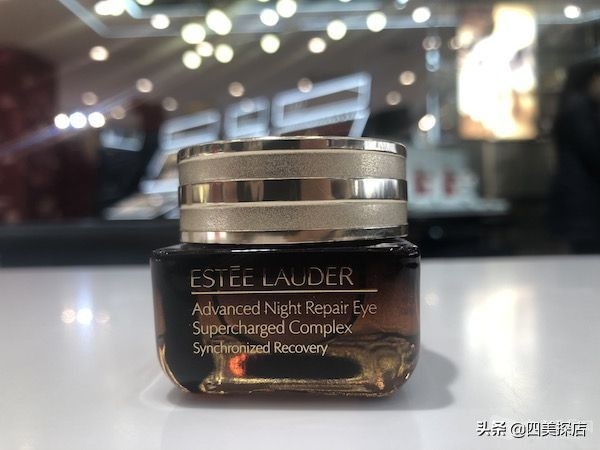 ESTĒE LAUDER
Advanced Night Repair Eye
Supercharged Complex
Synchronized Recovery
头条 @四美探店